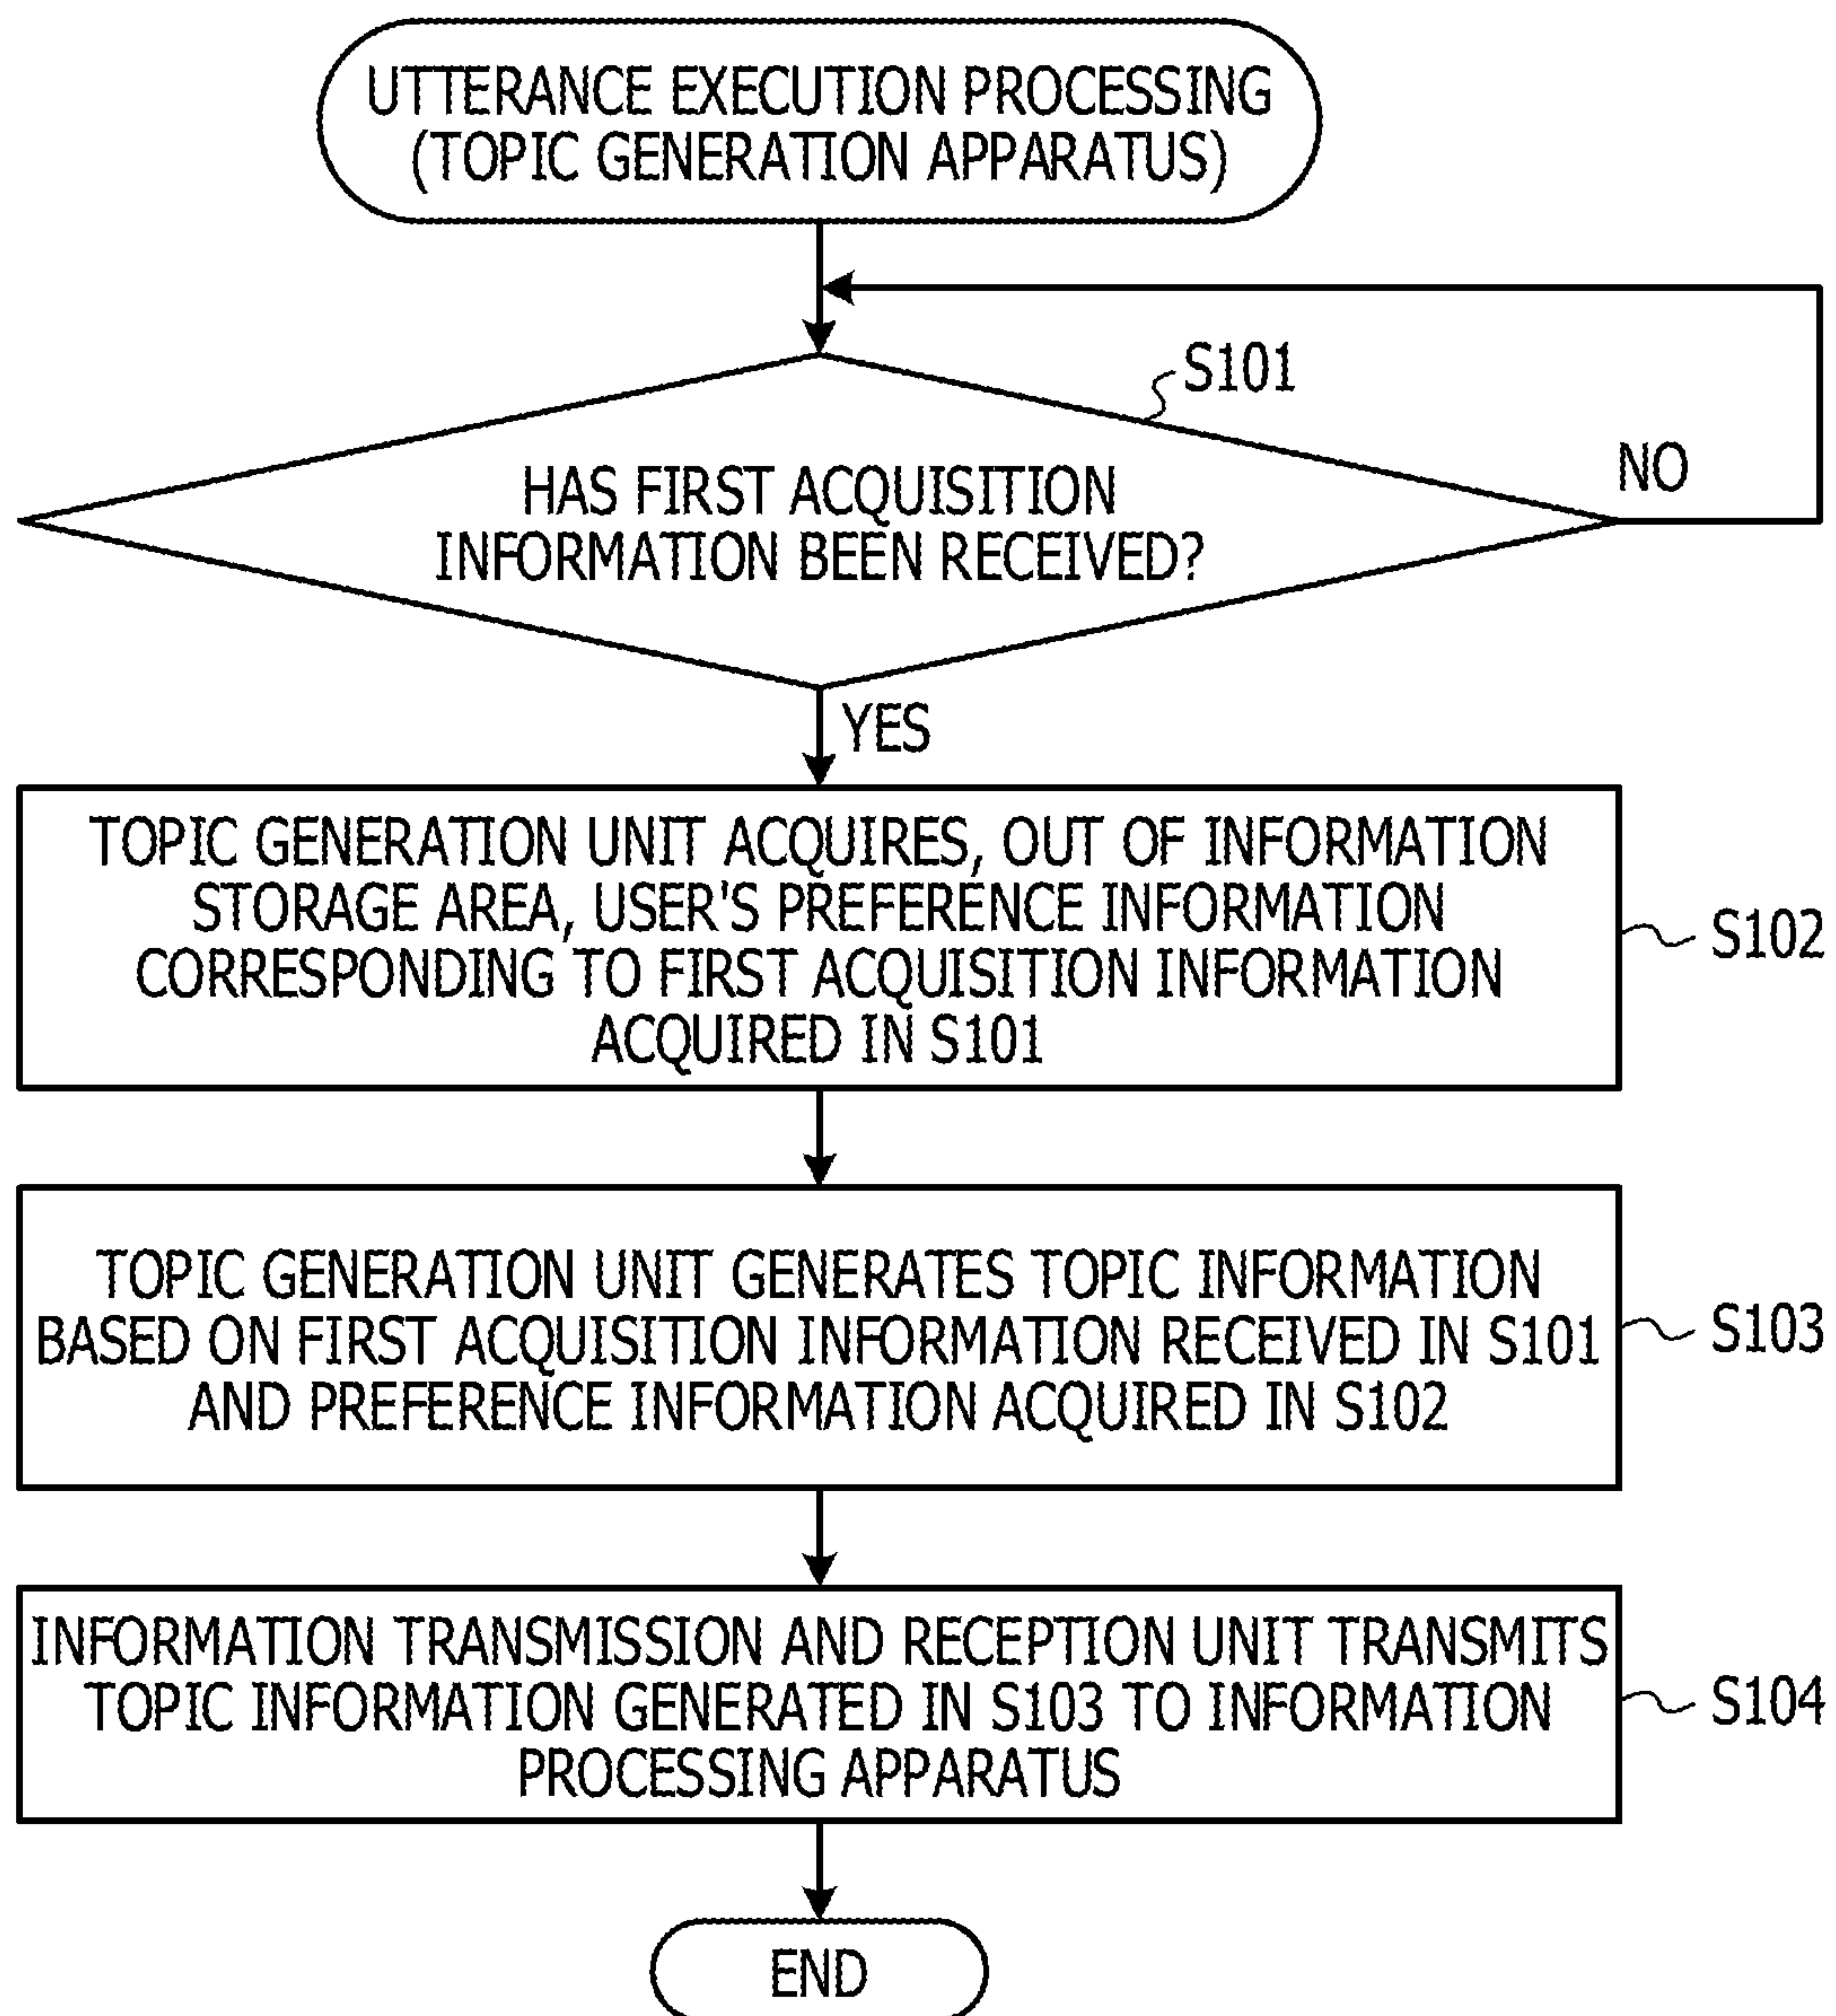 UTTERANCE EXECUTION PROCESSING
(TOPIC GENERATION APPARATUS)
S101
HAS FIRST ACQUISITION
INFORMATION BEEN RECEIVED?
NO
YES
TOPIC GENERATION UNIT ACQUIRES, OUT OF INFORMATION
STORAGE AREA, USER'S PREFERENCE INFORMATION
CORRESPONDING TO FIRST ACQUISITION INFORMATION
ACQUIRED IN S101
S102
TOPIC GENERATION UNIT GENERATES TOPIC INFORMATION
BASED ON FIRST ACQUISITION INFORMATION RECEIVED IN S101
AND PREFERENCE INFORMATION ACQUIRED IN S102
S103
INFORMATION TRANSMISSION AND RECEPTION UNIT TRANSMITS
TOPIC INFORMATION GENERATED IN S103 TO INFORMATION
PROCESSING APPARATUS
S104
END